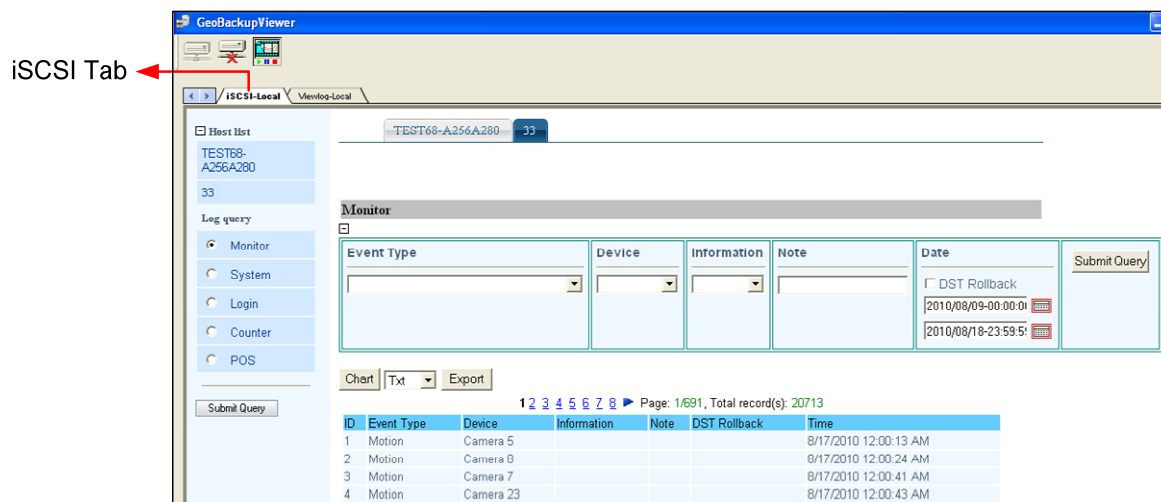 GeoBackupViewer
iSCSI Tab
iSCSI-Local Viewlog-Local
Host list
TEST68-A256A280 33
TEST68-
A256A280
33
Log query
Monitor
System
Login
Counter
POS
Submit Query
Monitor
Event Type Device Information Note Date
Submit Query
DST Rollback
2010/08/09-00:00:0
2010/08/18-23:59:5
Chart Txt Export
1 2 3 4 5 6 7 8 Page: 1/691, Total record(s): 20713
ID Event Type Device Information Note DST Rollback Time
1 Motion Camera 5 8/17/2010 12:00:13 AM
2 Motion Camera 8 8/17/2010 12:00:24 AM
3 Motion Camera 7 8/17/2010 12:00:41 AM
4 Motion Camera 23 8/17/2010 12:00:43 AM